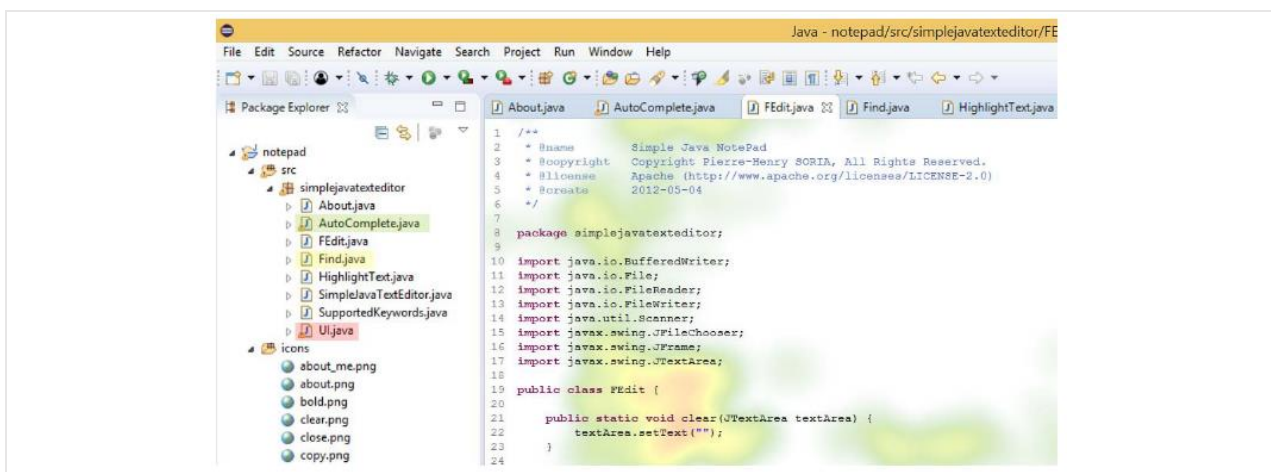 Java - notepad/src/simplejavatexteditor/FE
File Edit Source Refactor Navigate Search Project Run Window Help
Package Explorer
About.java AutoComplete.java FEdit.java Find.java HighlightText.java
notepad
src
simplejavatexteditor
About.java
AutoComplete.java
FEdit.java
Find.java
HighlightText.java
SimpleJavaTextEditor.java
SupportedKeywords.java
UI.java
icons
about_me.png
about.png
bold.png
clear.png
close.png
copy.png
1 /**
2 * @name Simple Java NotePad
3 * @copyright Copyright Pierre-Henry SORIA, All Rights Reserved.
4 * @license Apache (http://www.apache.org/licenses/LICENSE-2.0)
5 * @create 2012-05-04
6 */
7
8 package simplejavatexteditor;
9
10 import java.io.BufferedWriter;
11 import java.io.File;
12 import java.io.FileReader;
13 import java.io.FileWriter;
14 import java.util.Scanner;
15 import javax.swing.JFileChooser;
16 import javax.swing.JFrame;
17 import javax.swing.JTextArea;
18
19 public class FEdit {
20
21 public static void clear(JTextArea textArea) {
22 textArea.setText("");
23 }
24